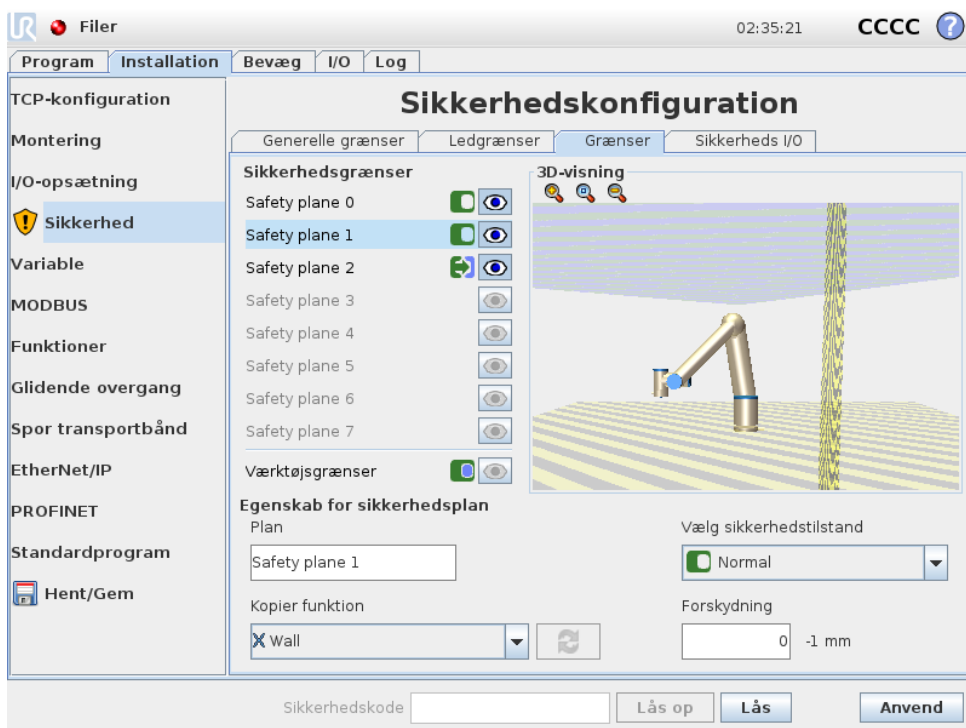 UR Filer 02:35:21 CCCC ?
Program Installation Bevæg I/O Log
TCP-konfiguration
Montering
I/O-opsætning
Sikkerhed
Variable
MODBUS
Funktioner
Glidende overgang
Spor transportbånd
EtherNet/IP
PROFINET
Standardprogram
Hent/Gem
Sikkerhedskonfiguration
Generelle grænser Ledgrænser Grænser Sikkerheds I/O
Sikkerhedsgrænser
Safety plane 0
Safety plane 1
Safety plane 2
Safety plane 3
Safety plane 4
Safety plane 5
Safety plane 6
Safety plane 7
Værktøjsgrænser
3D-visning
Egenskab for sikkerhedsplan
Plan
Safety plane 1
Vælg sikkerhedstilstand
Normal
Kopier funktion
Wall
Forskydning
0 -1 mm
Sikkerhedskode Lås op Lås Anvend